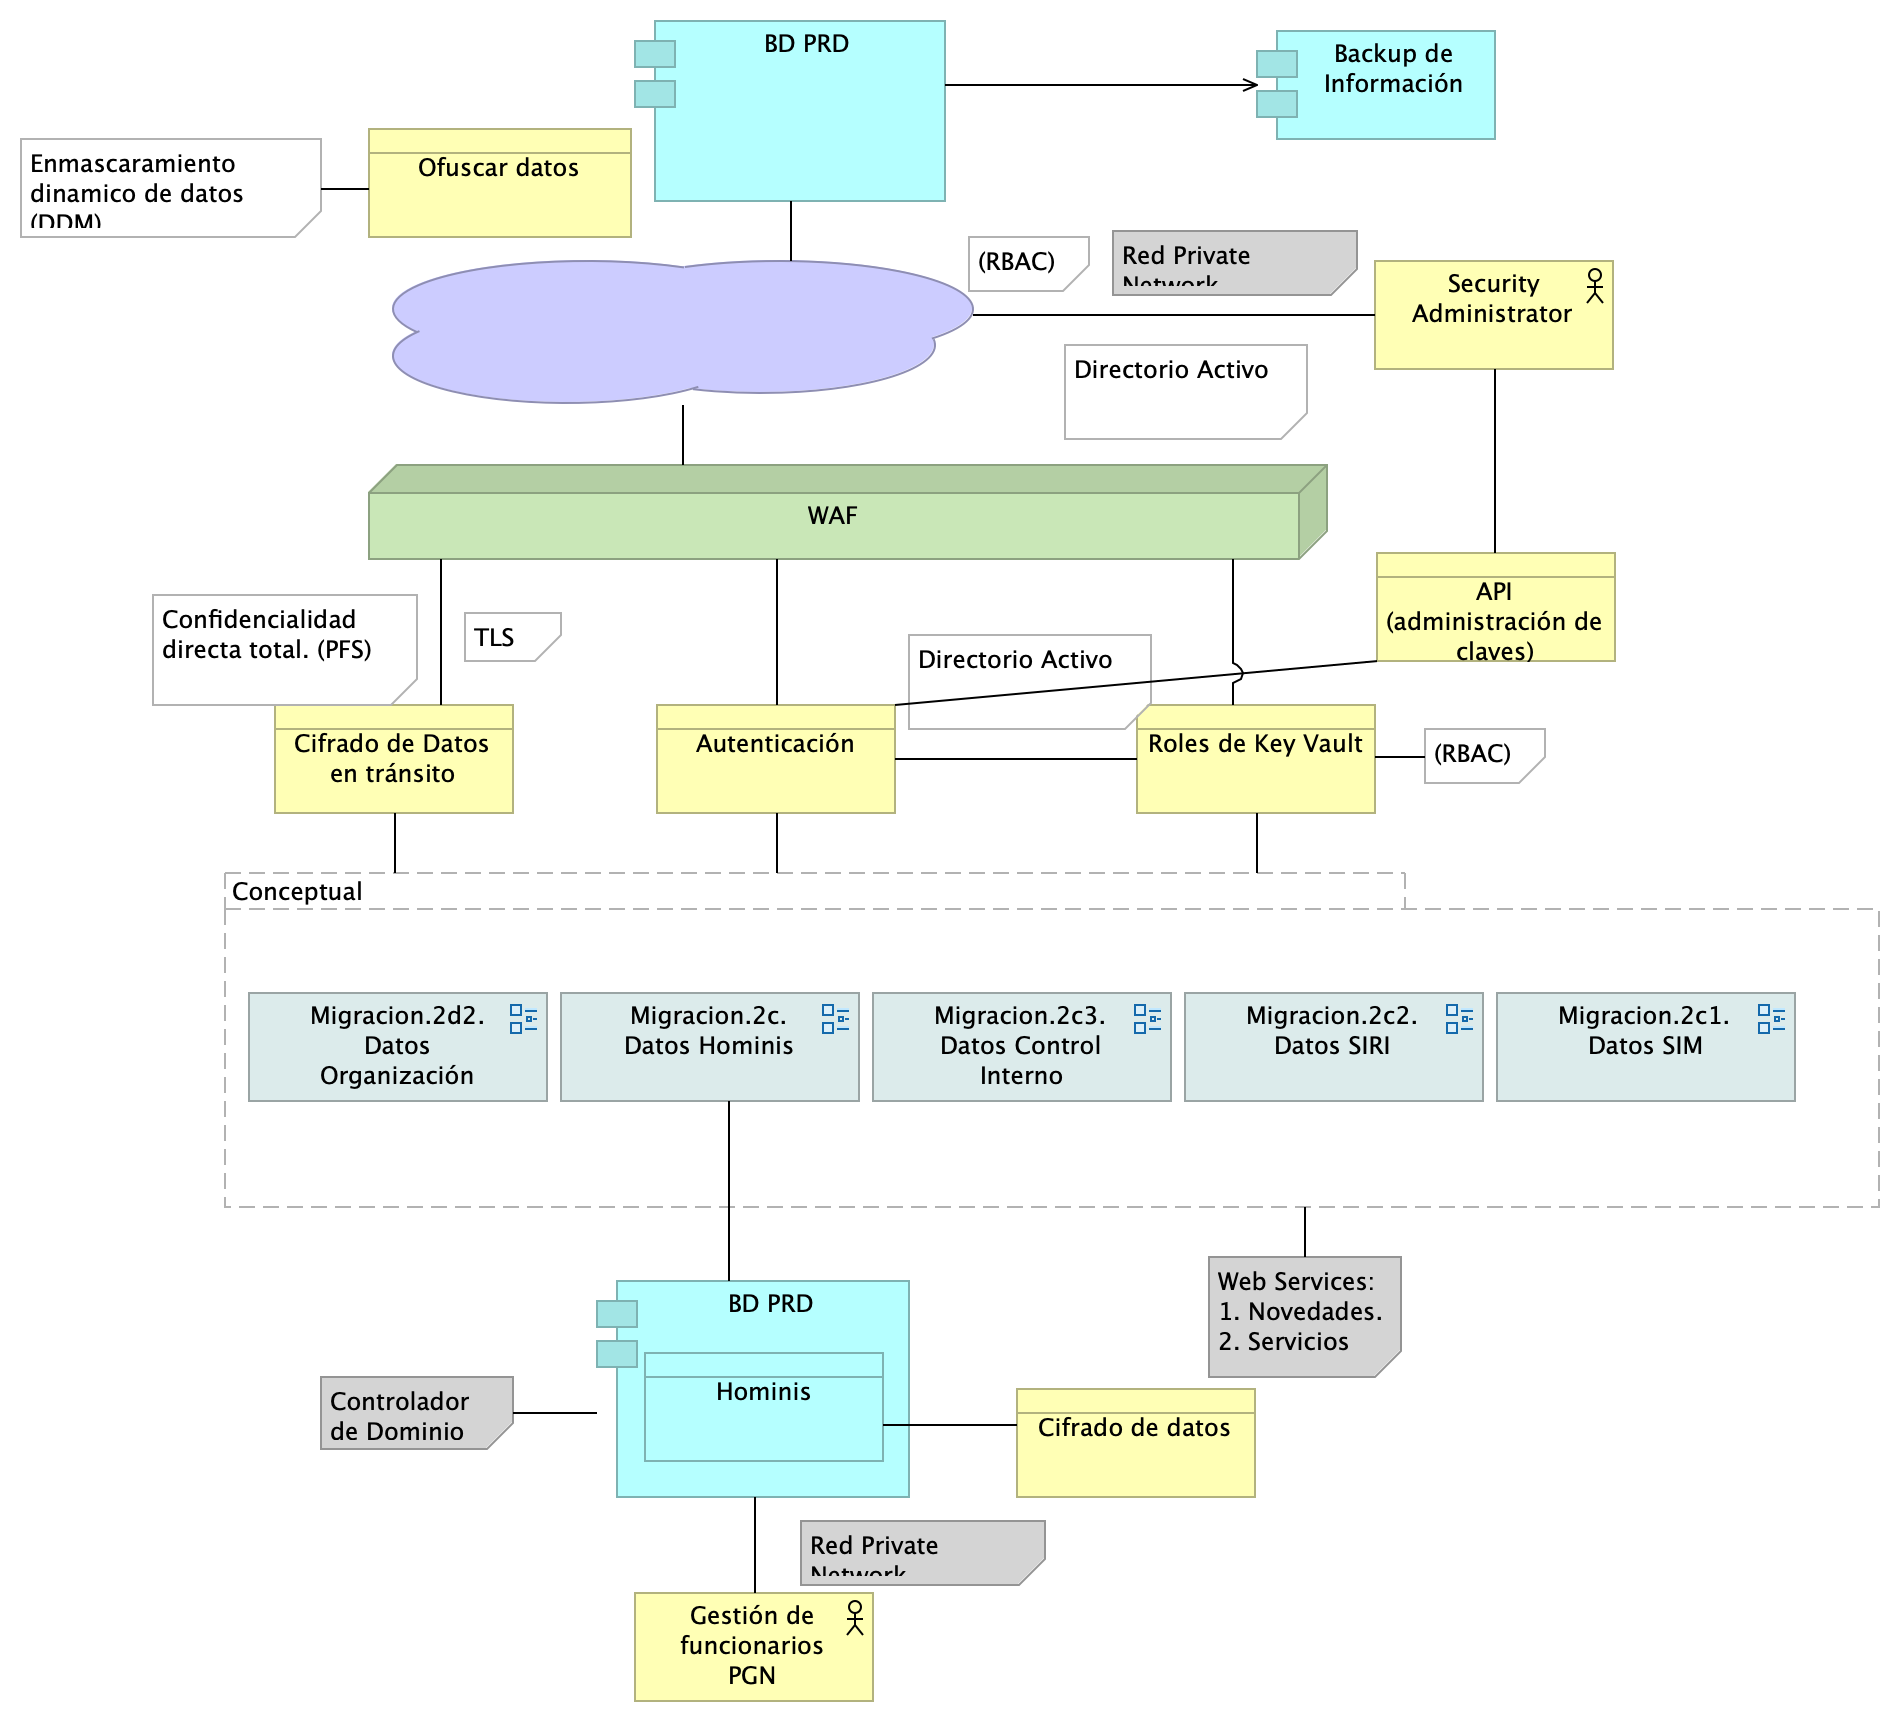 BD PRD
Backup de
Información
Enmascaramiento
dinamico de datos
(DDM)
Ofuscar datos
(RBAC)
Red Private
Network
Security
Administrator
Directorio Activo
WAF
API
(administración de
claves)
Confidencialidad
directa total. (PFS)
TLS
Directorio Activo
Cifrado de Datos
en tránsito
Autenticación
Roles de Key Vault
(RBAC)
Conceptual
Migracion.2d2.
Datos
Organización
Migracion.2c.
Datos Hominis
Migracion.2c3.
Datos Control
Interno
Migracion.2c2.
Datos SIRI
Migracion.2c1.
Datos SIM
Web Services:
1. Novedades.
2. Servicios
BD PRD
Hominis
Controlador
de Dominio
Cifrado de datos
Red Private
Network
Gestión de
funcionarios
PGN